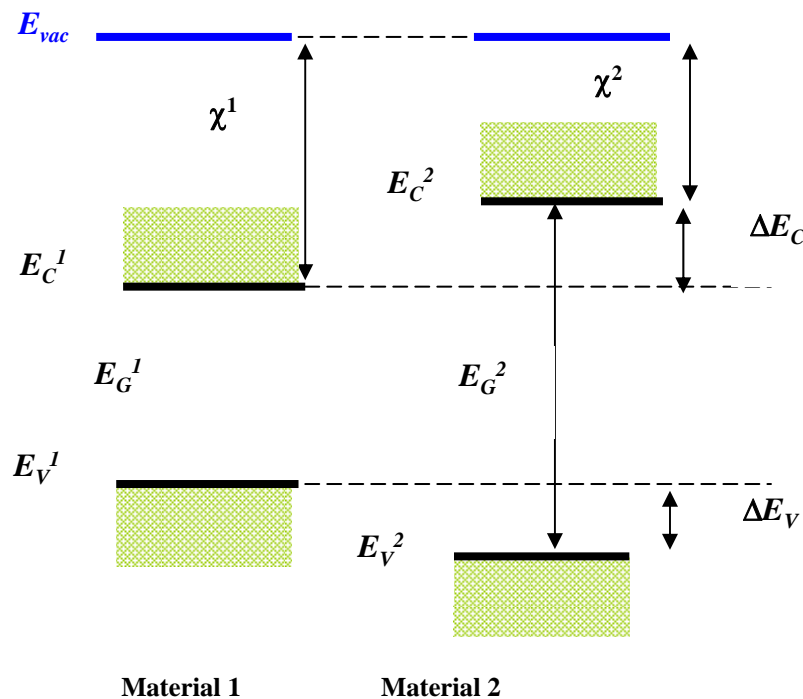 E_vac
χ^1
χ^2
E_C^2
ΔE_C
E_C^1
E_G^1
E_G^2
E_V^1
ΔE_V
E_V^2
Material 1
Material 2